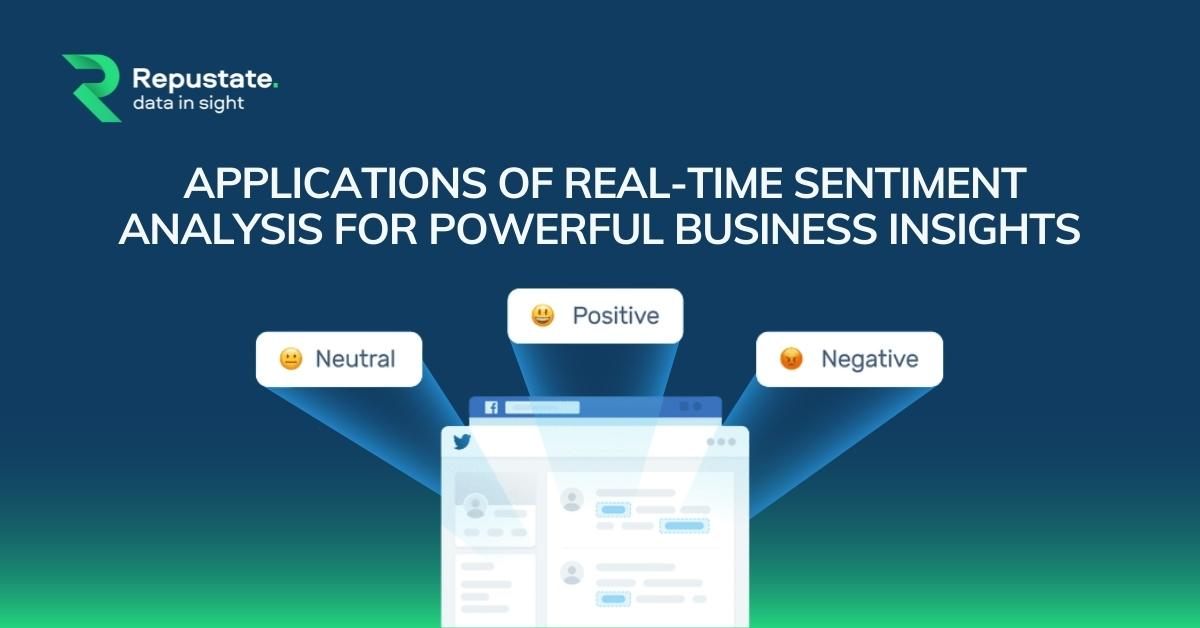 Repustate.
data in sight
APPLICATIONS OF REAL-TIME SENTIMENT
ANALYSIS FOR POWERFUL BUSINESS INSIGHTS
Positive
Neutral
Negative